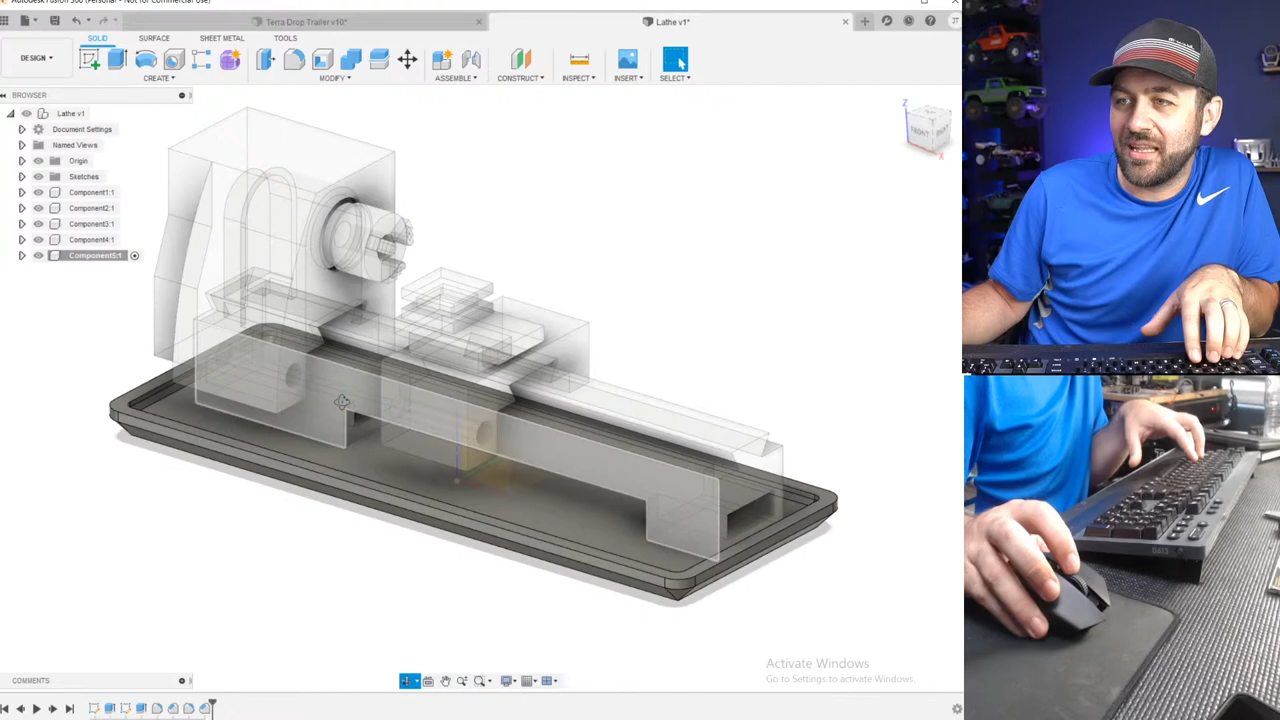 Autodesk Fusion 360 (Personal - Not for Commercial Use)
Terra Drop Trailer v10*
Lathe v1*
JT
SOLID
SURFACE
SHEET METAL
TOOLS
DESIGN
CREATE
MODIFY
ASSEMBLE
CONSTRUCT
INSPECT
INSERT
SELECT
BROWSER
Lathe v1
Document Settings
Named Views
Origin
Sketches
Component1:1
Component2:1
Component3:1
Component4:1
Component5:1
Z
FRONT
X
Activate Windows
Go to Settings to activate Windows.
COMMENTS